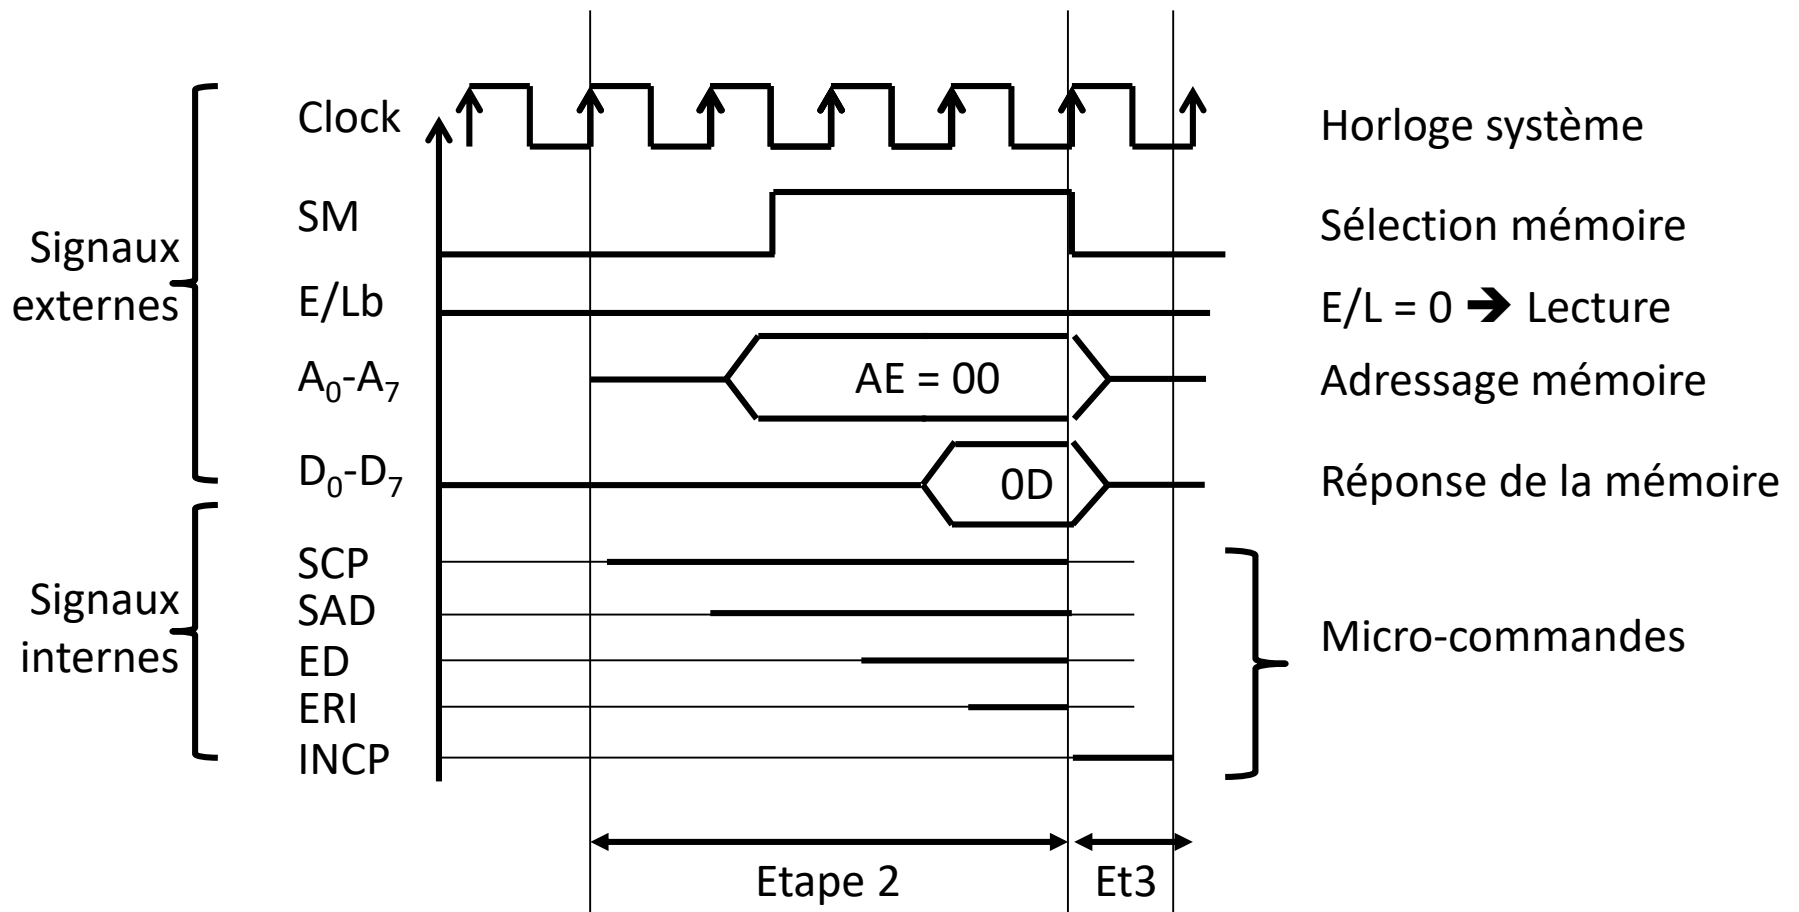 Clock
Horloge système
SM
Sélection mémoire
Signaux
externes
E/Lb
E/L = 0 ➔ Lecture
A₀-A₇
AE = 00
Adressage mémoire
D₀-D₇
0D
Réponse de la mémoire
Signaux
internes
SCP
SAD
ED
ERI
INCP
Micro-commandes
Etape 2
Et3